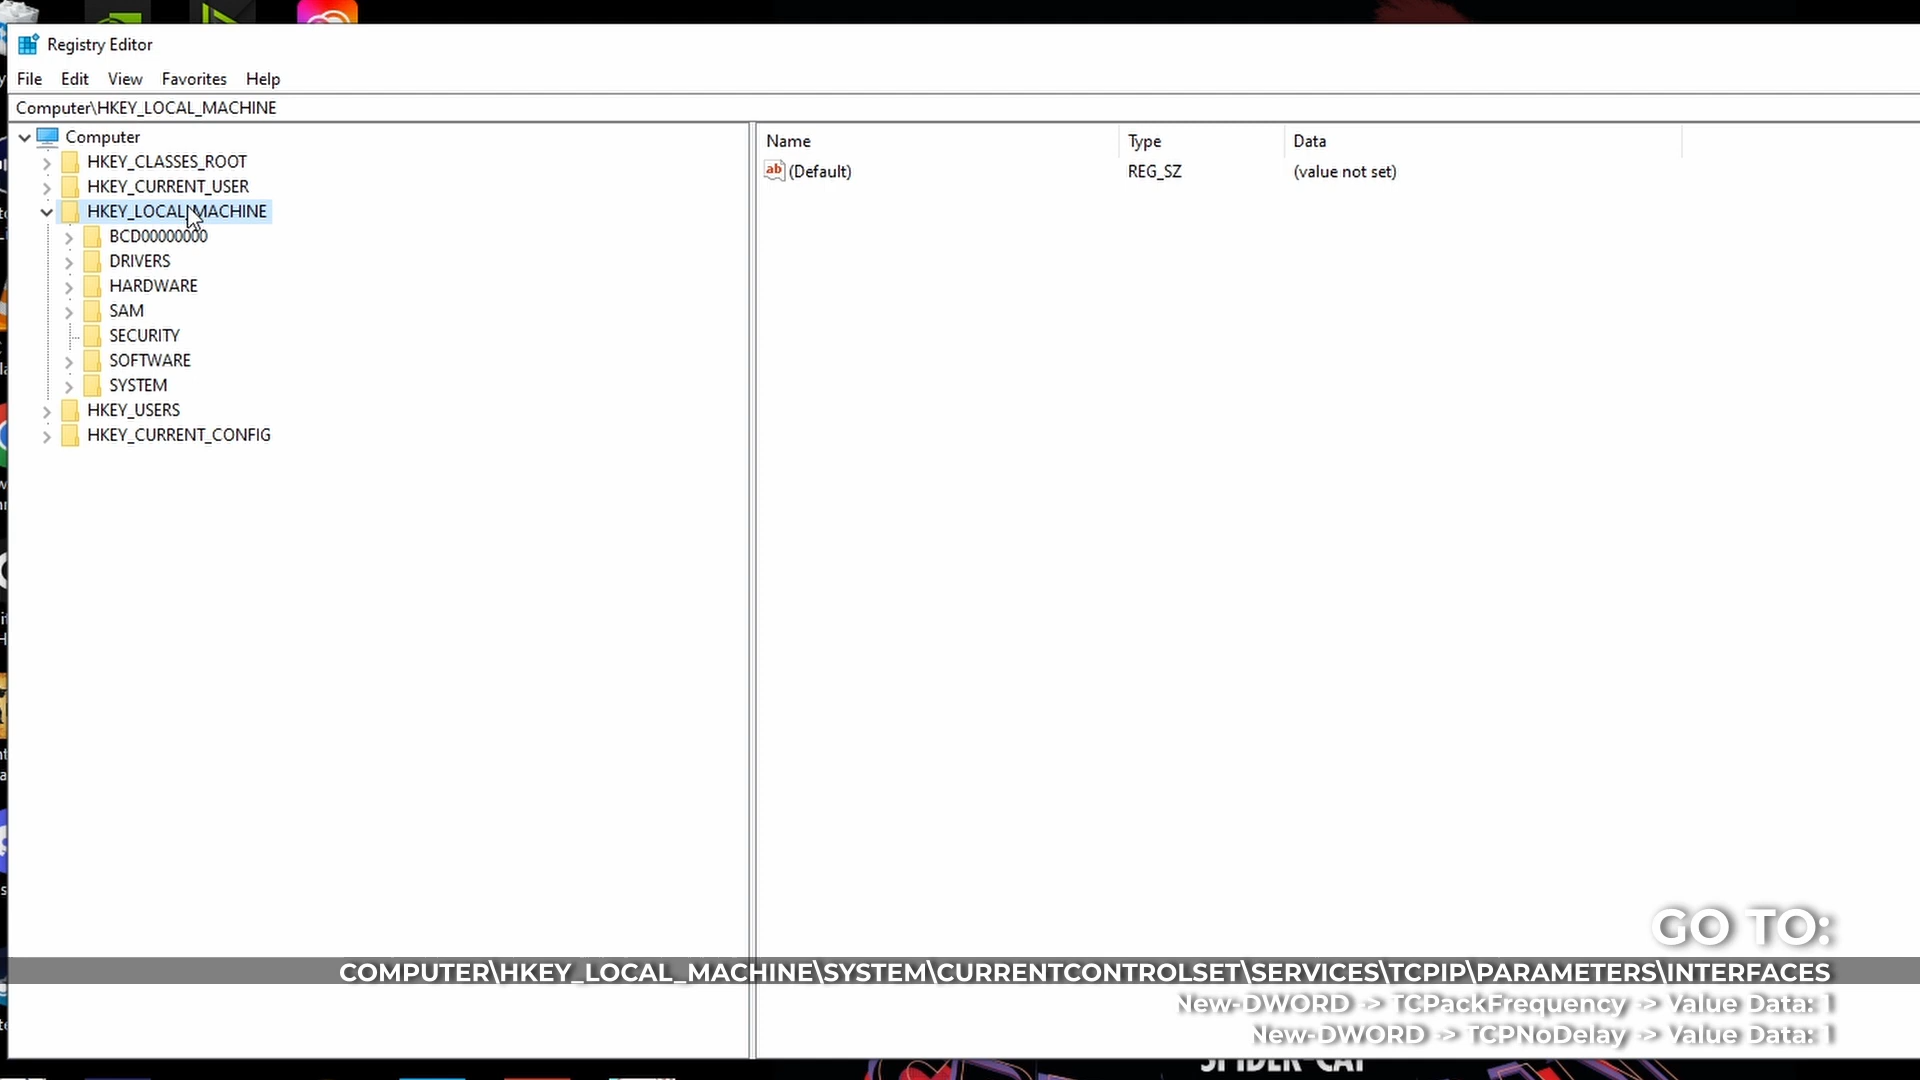 Registry Editor
File Edit View Favorites Help
Computer\HKEY_LOCAL_MACHINE
Computer
HKEY_CLASSES_ROOT
HKEY_CURRENT_USER
HKEY_LOCAL_MACHINE
BCD00000000
DRIVERS
HARDWARE
SAM
SECURITY
SOFTWARE
SYSTEM
HKEY_USERS
HKEY_CURRENT_CONFIG
Name Type Data
(Default) REG_SZ (value not set)
GO TO:
COMPUTER\HKEY_LOCAL_MACHINE\SYSTEM\CURRENTCONTROLSET\SERVICES\TCPIP\PARAMETERS\INTERFACES
New-DWORD -> TCPackFrequency -> Value Data: 1
New-DWORD -> TCPNoDelay -> Value Data: 1
SPIDER-CAT